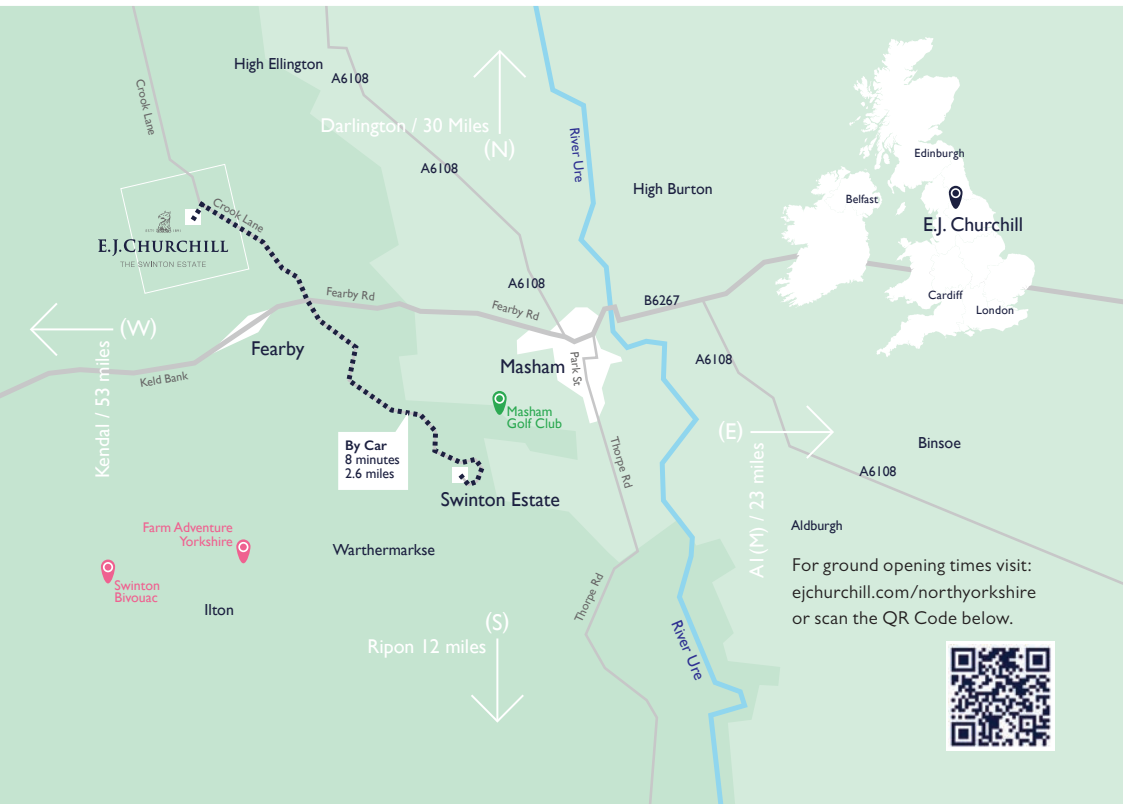 High Ellington
A6108
Crook Lane
Darlington / 30 Miles
(N)
River Ure
A6108
High Burton
Edinburgh
Belfast
E.J. Churchill
Cardiff
London
Crook Lane
E.J.CHURCHILL
THE SWINTON ESTATE
A6108
B6267
Fearby Rd
Fearby Rd
(W)
Kendal / 53 miles
Fearby
Keld Bank
Masham
Park St
A6108
Masham
Golf Club
By Car
8 minutes
2.6 miles
Swinton Estate
Thorpe Rd
(E)
A1(M) / 23 miles
Binsoe
A6108
Aldburgh
Farm Adventure
Yorkshire
Warthermarkse
Swinton
Bivouac
Ilton
Thorpe Rd
(S)
Ripon 12 miles
River Ure
For ground opening times visit:
ejchurchill.com/northyorkshire
or scan the QR Code below.